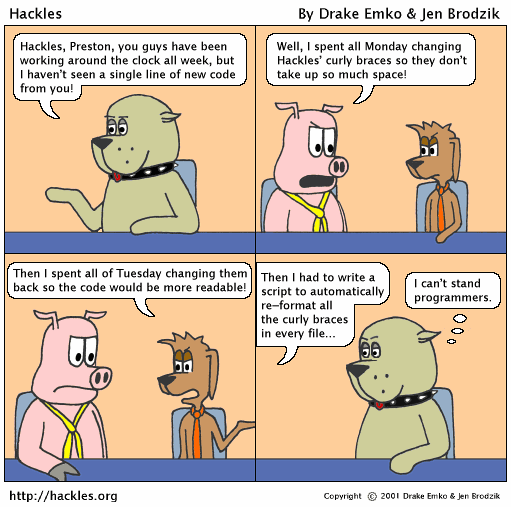 Hackles
By Drake Emko & Jen Brodzik
Hackles, Preston, you guys have been
working around the clock all week, but
I haven't seen a single line of new code
from you!
Well, I spent all Monday changing
Hackles' curly braces so they don't
take up so much space!
Then I spent all of Tuesday changing them
back so the code would be more readable!
Then I had to write a
script to automatically
re-format all
the curly braces
in every file...
I can't stand
programmers.
http://hackles.org
Copyright © 2001 Drake Emko & Jen Brodzik